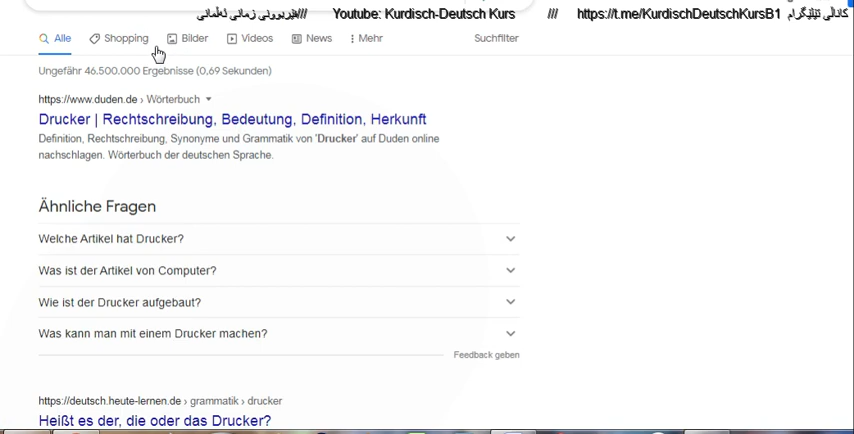 کاناڵی تێلیگرام https://t.me/KurdischDeutschKursB1 /// Youtube: Kurdisch-Deutsch Kurs ///فێربوونی زمانی ئەڵمانی
Alle Shopping Bilder Videos News Mehr Suchfilter
Ungefähr 46.500.000 Ergebnisse (0,69 Sekunden)
https://www.duden.de › Wörterbuch
Drucker | Rechtschreibung, Bedeutung, Definition, Herkunft
Definition, Rechtschreibung, Synonyme und Grammatik von 'Drucker' auf Duden online
nachschlagen. Wörterbuch der deutschen Sprache.
Ähnliche Fragen
Welche Artikel hat Drucker?
Was ist der Artikel von Computer?
Wie ist der Drucker aufgebaut?
Was kann man mit einem Drucker machen?
Feedback geben
https://deutsch.heute-lernen.de › grammatik › drucker
Heißt es der, die oder das Drucker?